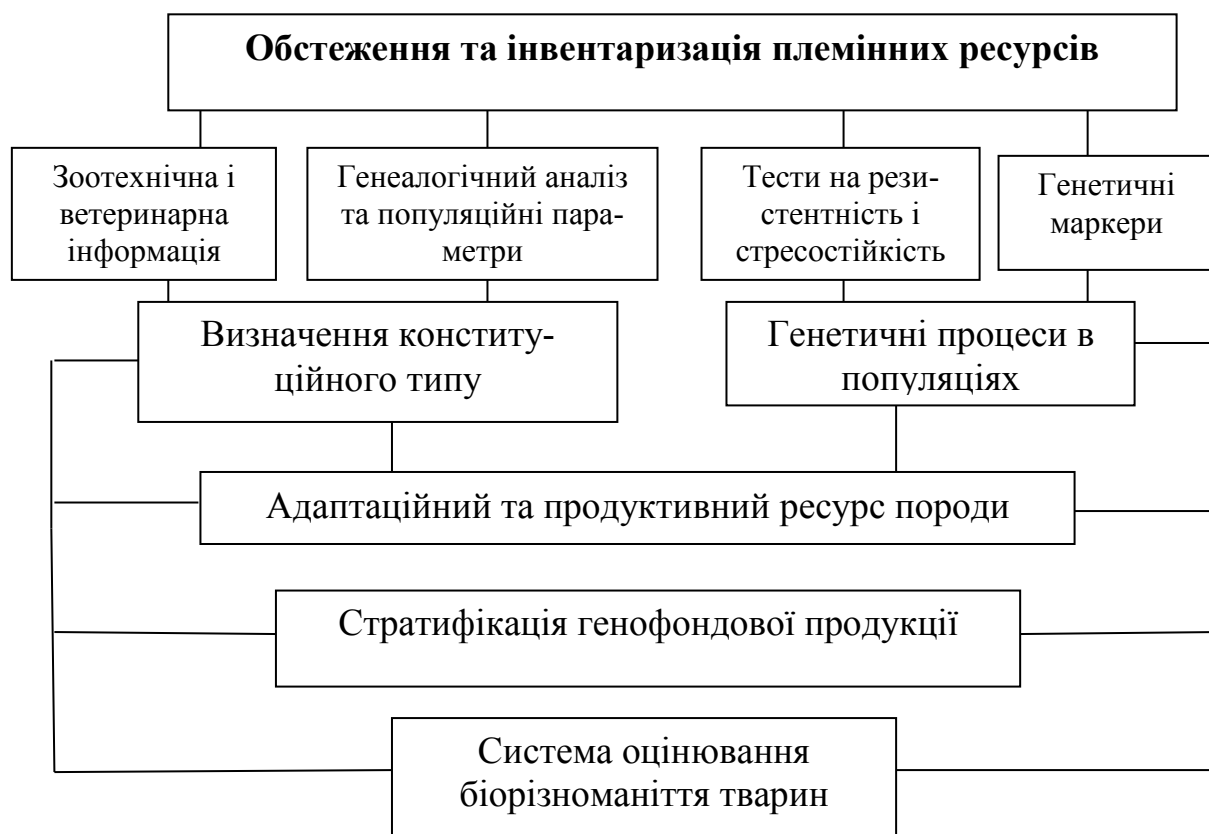 Обстеження та інвентаризація племінних ресурсів
Зоотехнічна і
ветеринарна
інформація
Генеалогічний аналіз
та популяційні пара-
метри
Тести на рези-
стентність і
стресостійкість
Генетичні
маркери
Визначення конститу-
ційного типу
Генетичні процеси в
популяціях
Адаптаційний та продуктивний ресурс породи
Стратифікація генофондової продукції
Система оцінювання
біорізноманіття тварин